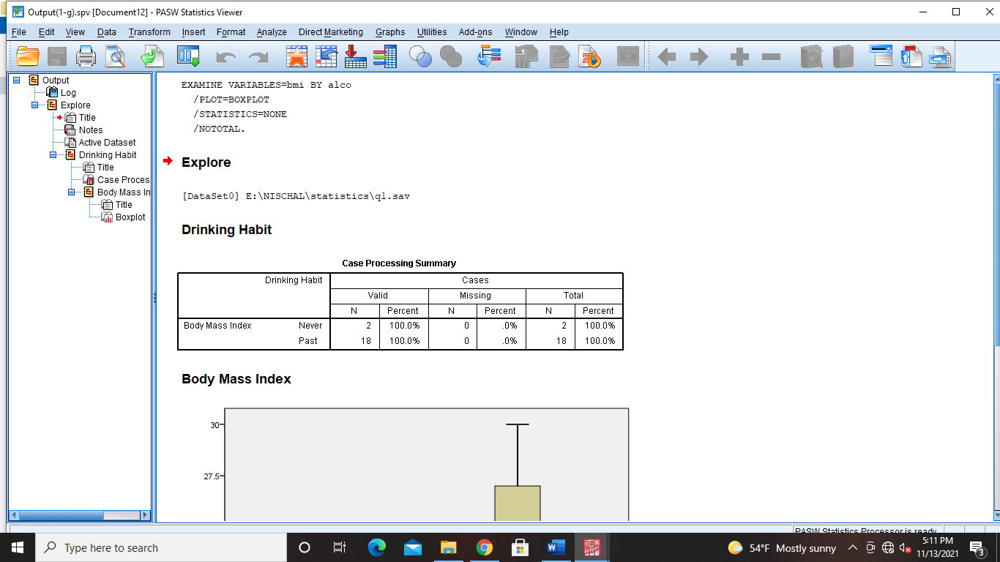 Output(1-g).spv [Document12] - PASW Statistics Viewer
File Edit View Data Transform Insert Format Analyze Direct Marketing Graphs Utilities Add-ons Window Help
Output
Log
Explore
Title
Notes
Active Dataset
Drinking Habit
Title
Case Proces
Body Mass In
Title
Boxplot
EXAMINE VARIABLES=bmi BY alco
/PLOT=BOXPLOT
/STATISTICS=NONE
/NOTOTAL.
Explore
[DataSet0] E:\NISCHAL\statistics\q1.sav
Drinking Habit
Case Processing Summary
Drinking Habit Cases
Valid Missing Total
N Percent N Percent N Percent
Body Mass Index Never 2 100.0% 0 .0% 2 100.0%
Past 18 100.0% 0 .0% 18 100.0%
Body Mass Index
30
27.5
PASW Statistics Processor is ready
Type here to search
54°F Mostly sunny
5:11 PM
11/13/2021
3